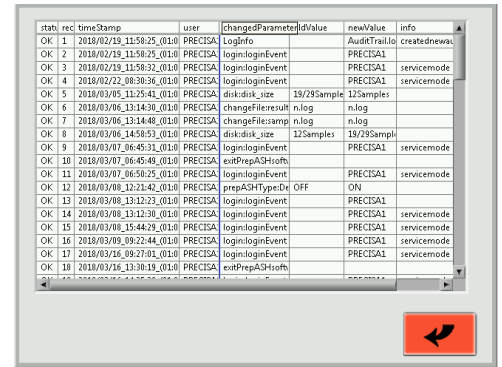 statu rec timeStamp user changedParameter ldValue newValue info
OK 1 2018/02/19_11:58:25_(01:0 PRECISA: LogInfo AuditTrail.lo creatednewau
OK 2 2018/02/19_11:58:25_(01:0 PRECISA: login:loginEvent PRECISA1
OK 3 2018/02/19_11:58:32_(01:0 PRECISA: login:loginEvent PRECISA1 servicemode
OK 4 2018/02/22_08:30:36_(01:0 PRECISA: login:loginEvent PRECISA1 servicemode
OK 5 2018/03/05_11:25:41_(01:0 PRECISA: disk:disk_size 19/29Sample 12Samples
OK 6 2018/03/06_13:14:30_(01:0 PRECISA: changeFile:result n.log n.log
OK 7 2018/03/06_13:14:48_(01:0 PRECISA: changeFile:samp n.log n.log
OK 8 2018/03/06_14:58:53_(01:0 PRECISA: disk:disk_size 12Samples 19/29Sampl
OK 9 2018/03/07_06:45:31_(01:0 PRECISA: login:loginEvent PRECISA1 servicemode
OK 10 2018/03/07_06:45:49_(01:0 PRECISA: exitPrepASHsoft
OK 11 2018/03/07_06:50:25_(01:0 PRECISA: login:loginEvent PRECISA1 servicemode
OK 12 2018/03/08_12:21:42_(01:0 PRECISA: prepASHType:De OFF ON
OK 13 2018/03/08_13:12:23_(01:0 PRECISA: login:loginEvent PRECISA1
OK 14 2018/03/08_13:12:30_(01:0 PRECISA: login:loginEvent PRECISA1 servicemode
OK 15 2018/03/08_15:44:29_(01:0 PRECISA: login:loginEvent PRECISA1 servicemode
OK 16 2018/03/09_09:22:44_(01:0 PRECISA: login:loginEvent PRECISA1 servicemode
OK 17 2018/03/16_09:27:01_(01:0 PRECISA: login:loginEvent PRECISA1 servicemode
OK 18 2018/03/16_13:30:19_(01:0 PRECISA: exitPrepASHsoft